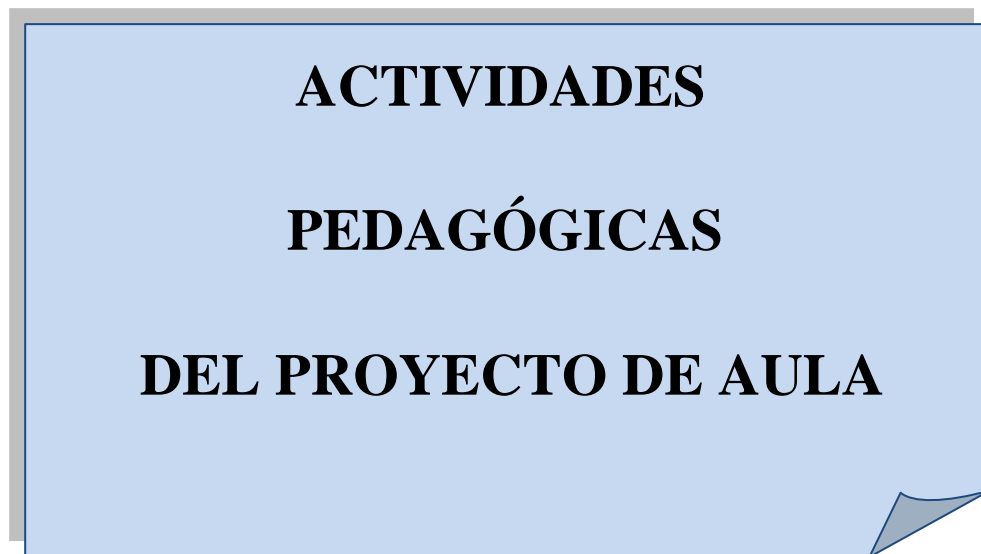 ACTIVIDADES
PEDAGÓGICAS
DEL PROYECTO DE AULA